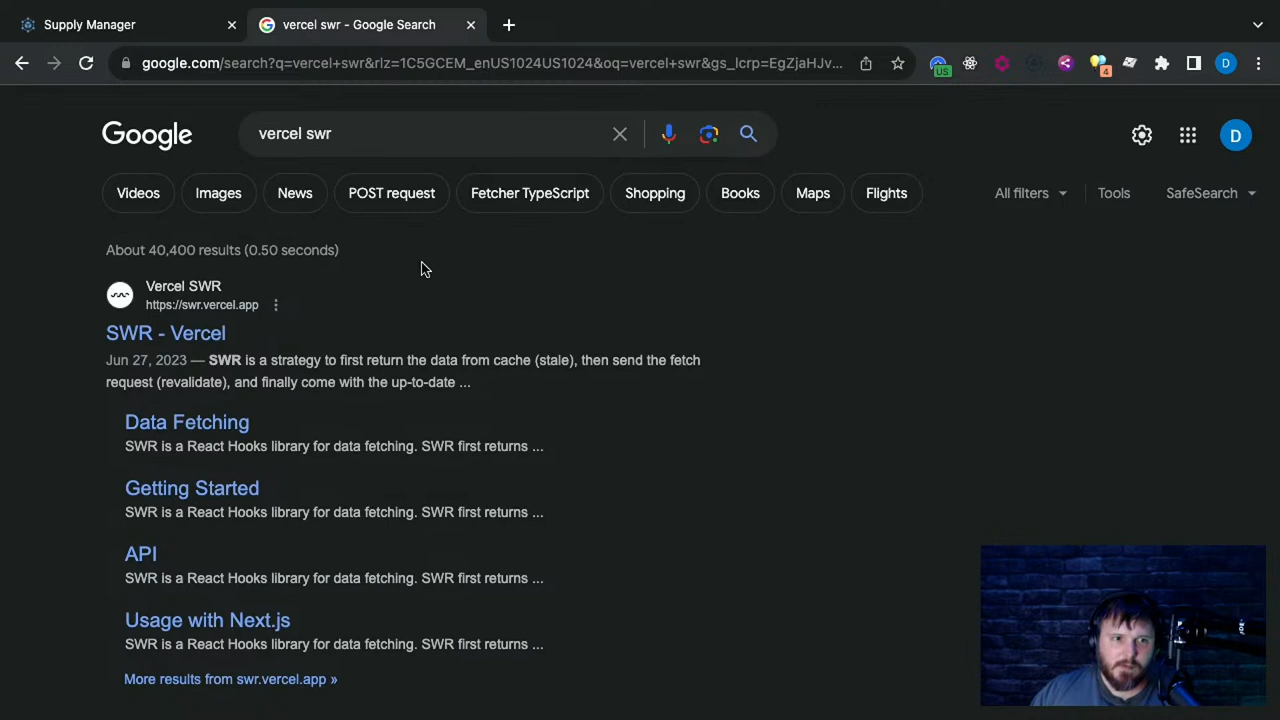 Supply Manager
vercel swr - Google Search
google.com/search?q=vercel+swr&rlz=1C5GCEM_enUS1024US1024&oq=vercel+swr&gs_lcrp=EgZjaHJv...
US
4
D
Google
vercel swr
D
Videos
Images
News
POST request
Fetcher TypeScript
Shopping
Books
Maps
Flights
All filters
Tools
SafeSearch
About 40,400 results (0.50 seconds)
Vercel SWR
https://swr.vercel.app
SWR - Vercel
Jun 27, 2023 — SWR is a strategy to first return the data from cache (stale), then send the fetch
request (revalidate), and finally come with the up-to-date ...
Data Fetching
SWR is a React Hooks library for data fetching. SWR first returns ...
Getting Started
SWR is a React Hooks library for data fetching. SWR first returns ...
API
SWR is a React Hooks library for data fetching. SWR first returns ...
Usage with Next.js
SWR is a React Hooks library for data fetching. SWR first returns ...
More results from swr.vercel.app »